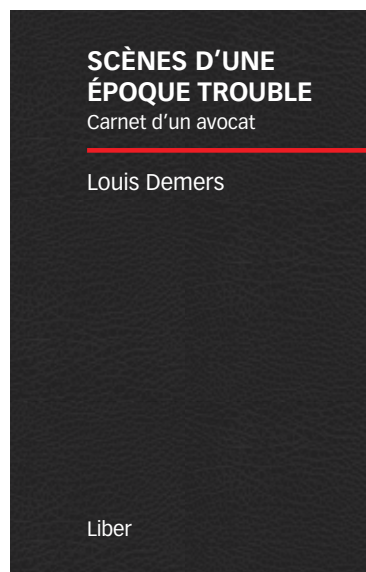 SCÈNES D’UNE
ÉPOQUE TROUBLE
Carnet d’un avocat
Louis Demers
Liber